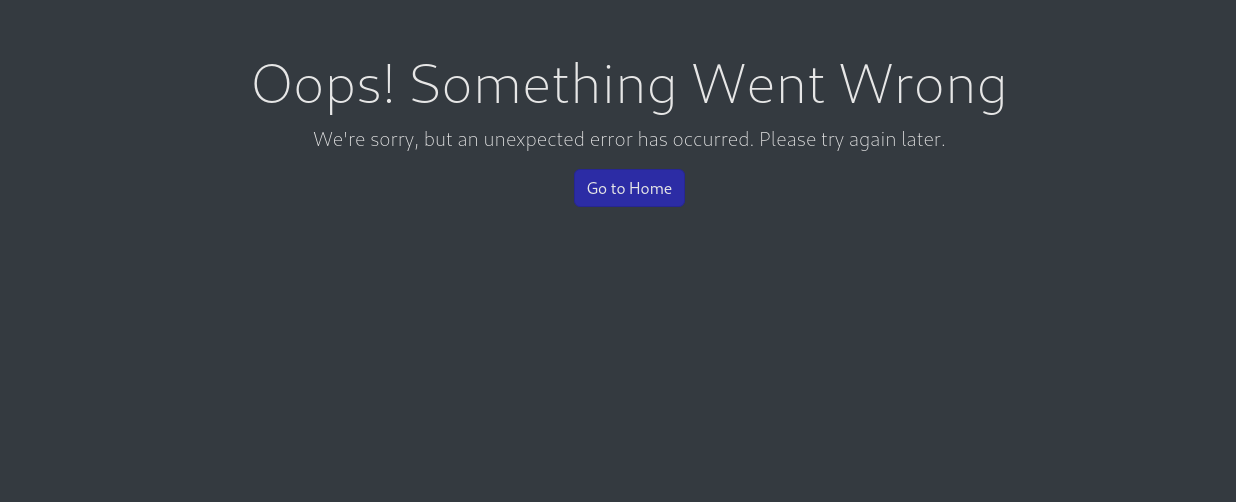 Oops! Something Went Wrong
We're sorry, but an unexpected error has occurred. Please try again later.
Go to Home